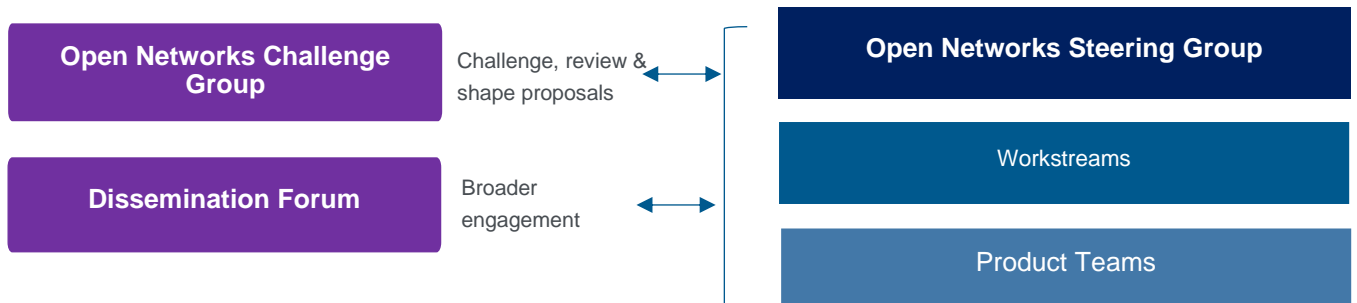 Open Networks Challenge
Group
Challenge, review &
shape proposals
Open Networks Steering Group
Workstreams
Dissemination Forum
Broader
engagement
Product Teams